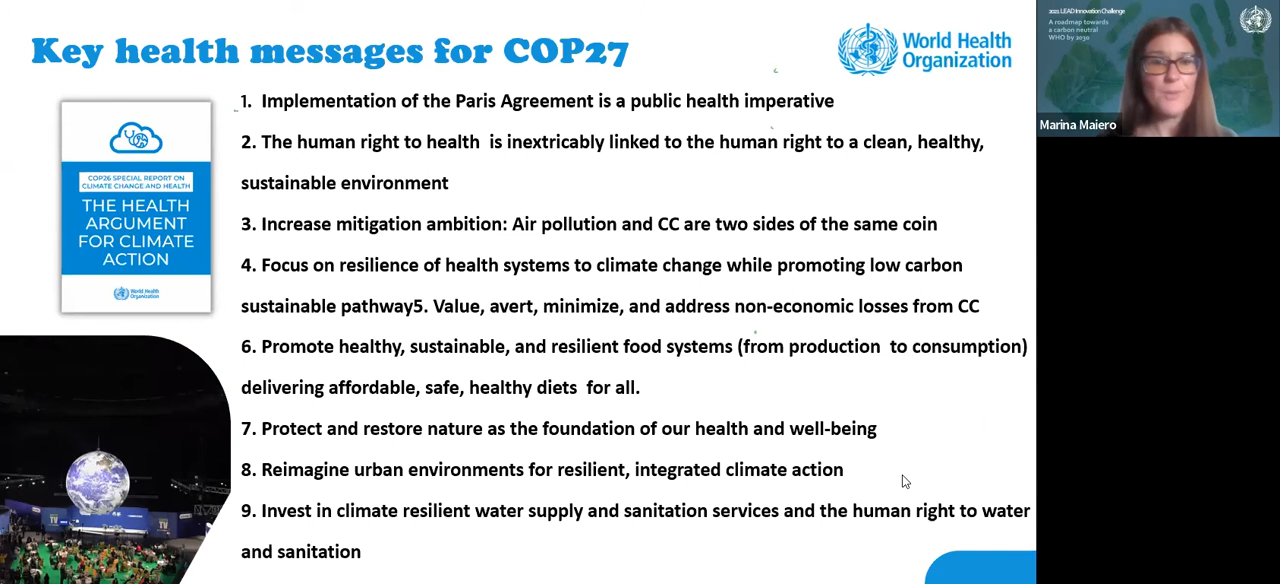 Key health messages for COP27
World Health
Organization
1. Implementation of the Paris Agreement is a public health imperative
2. The human right to health is inextricably linked to the human right to a clean, healthy,
sustainable environment
3. Increase mitigation ambition: Air pollution and CC are two sides of the same coin
4. Focus on resilience of health systems to climate change while promoting low carbon
sustainable pathway5. Value, avert, minimize, and address non-economic losses from CC
6. Promote healthy, sustainable, and resilient food systems (from production to consumption)
delivering affordable, safe, healthy diets for all.
7. Protect and restore nature as the foundation of our health and well-being
8. Reimagine urban environments for resilient, integrated climate action
9. Invest in climate resilient water supply and sanitation services and the human right to water
and sanitation
COP26 SPECIAL REPORT ON
CLIMATE CHANGE AND HEALTH
THE HEALTH
ARGUMENT
FOR CLIMATE
ACTION
World Health
Organization
2021 LEAD Innovation Challenge
A roadmap towards
a carbon neutral
WHO by 2030
Marina Maiero